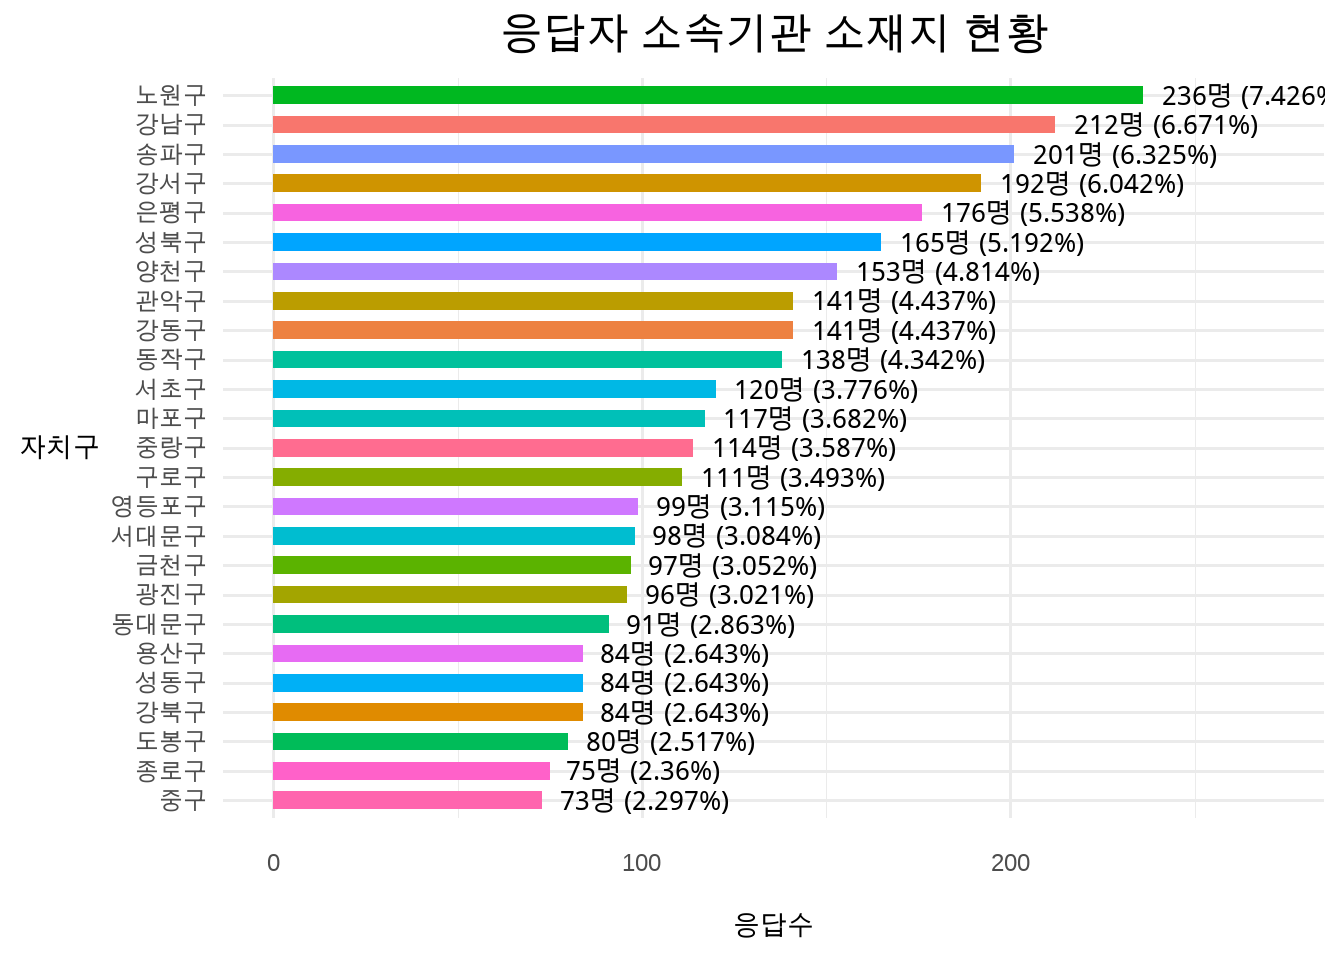 응답자 소속기관 소재지 현황
자치구
노원구 236명 (7.426%
강남구 212명 (6.671%)
송파구 201명 (6.325%)
강서구 192명 (6.042%)
은평구 176명 (5.538%)
성북구 165명 (5.192%)
양천구 153명 (4.814%)
관악구 141명 (4.437%)
강동구 141명 (4.437%)
동작구 138명 (4.342%)
서초구 120명 (3.776%)
마포구 117명 (3.682%)
중랑구 114명 (3.587%)
구로구 111명 (3.493%)
영등포구 99명 (3.115%)
서대문구 98명 (3.084%)
금천구 97명 (3.052%)
광진구 96명 (3.021%)
동대문구 91명 (2.863%)
용산구 84명 (2.643%)
성동구 84명 (2.643%)
강북구 84명 (2.643%)
도봉구 80명 (2.517%)
종로구 75명 (2.36%)
중구 73명 (2.297%)
0 100 200
응답수